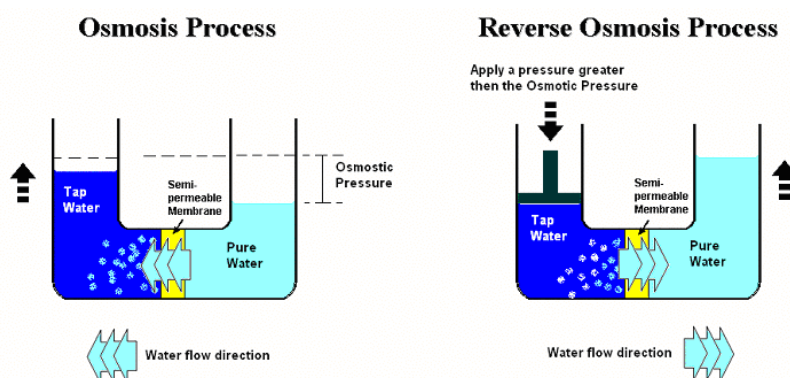 Osmosis Process
Tap
Water
Semi-
permeable
Membrane
Osmostic
Pressure
Pure
Water
Water flow direction
Reverse Osmosis Process
Apply a pressure greater
then the Osmotic Pressure
Tap
Water
Semi-
permeable
Membrane
Pure
Water
Water flow direction